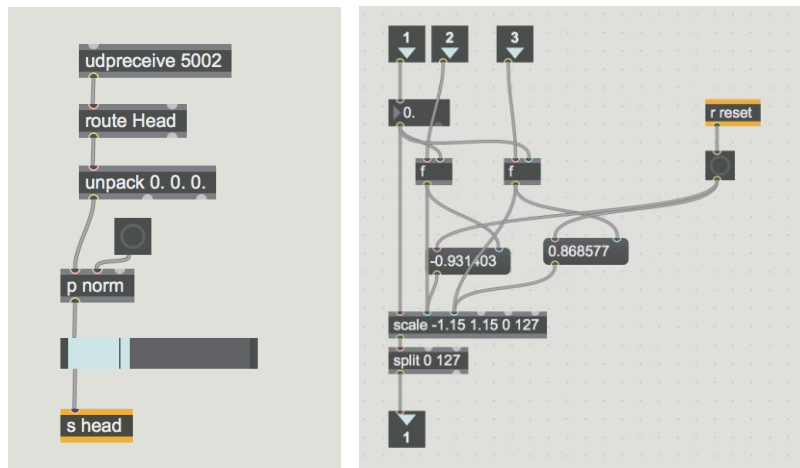 udpreceive 5002
route Head
unpack 0. 0. 0.
p norm
s head
1
2
3
0.
r reset
f
f
-0.931403
0.868577
scale -1.15 1.15 0 127
split 0 127
1